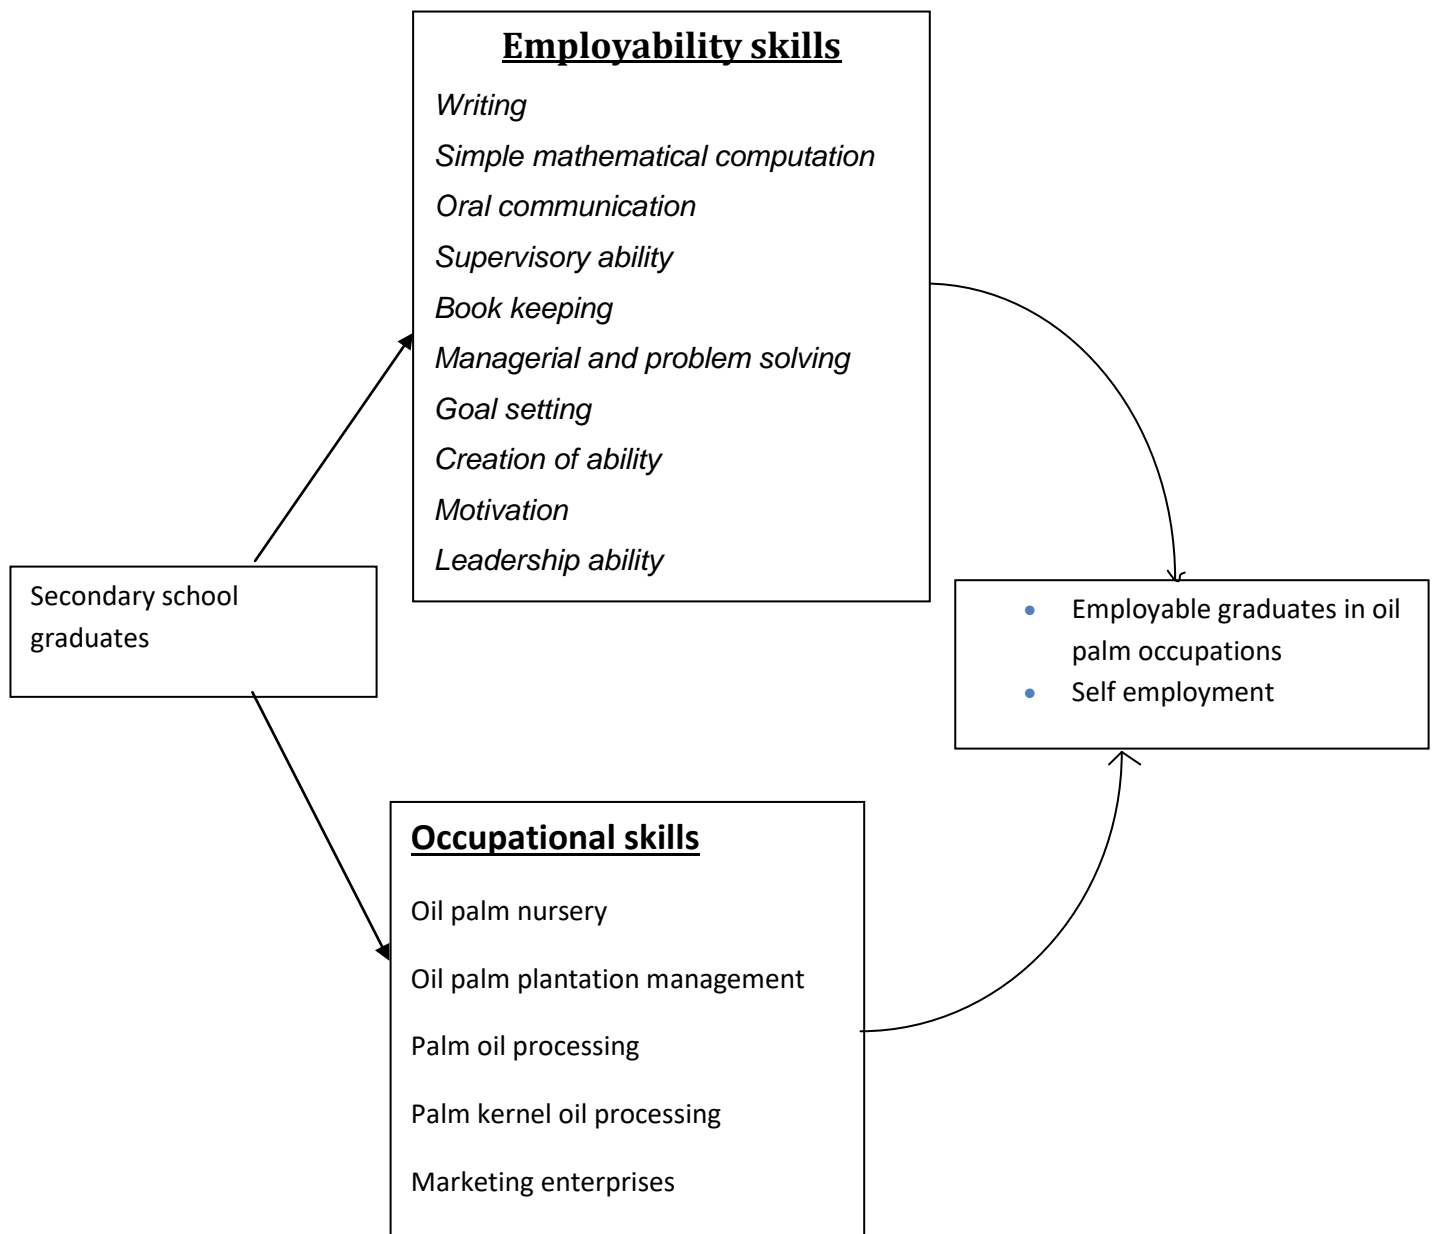 Employability skills
Writing
Simple mathematical computation
Oral communication
Supervisory ability
Book keeping
Managerial and problem solving
Goal setting
Creation of ability
Motivation
Leadership ability
Secondary school
graduates
• Employable graduates in oil
palm occupations
• Self employment
Occupational skills
Oil palm nursery
Oil palm plantation management
Palm oil processing
Palm kernel oil processing
Marketing enterprises